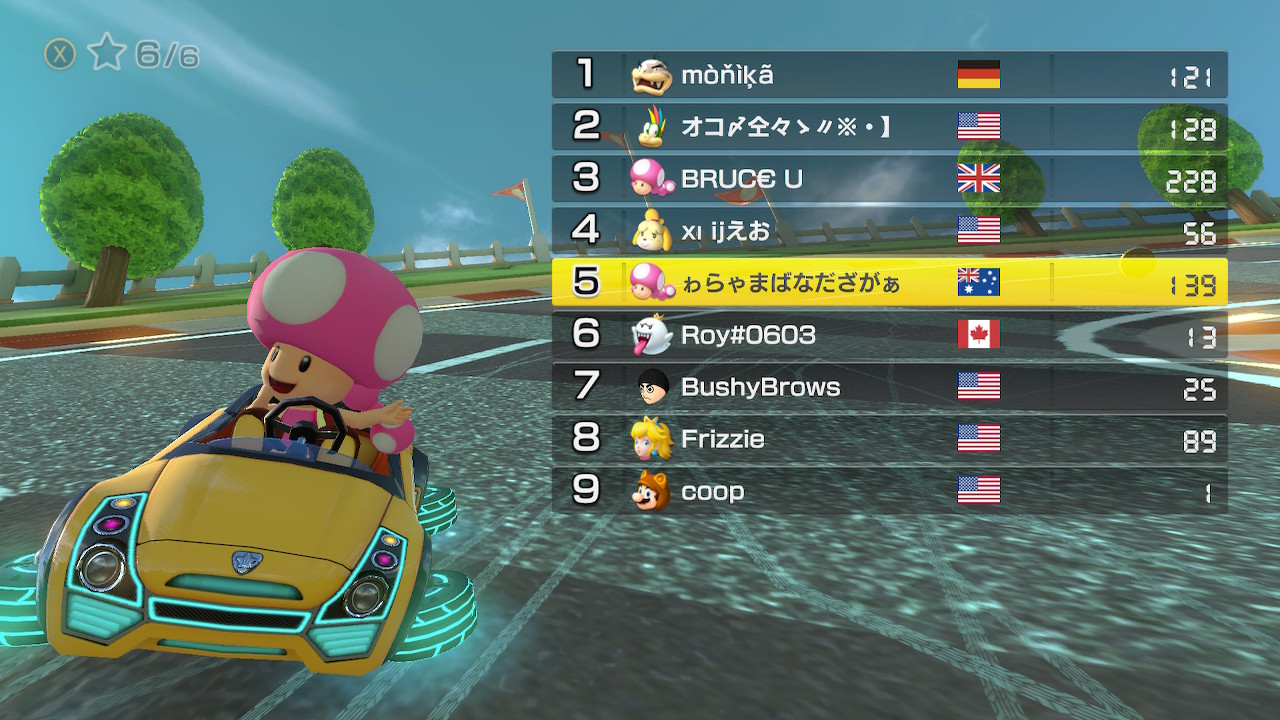 X ☆ 6/6
1 mòňìķã 121
2 オコ〆仝々ゝ〃※・】 128
3 BRUC€ U 228
4 xı ijえお 56
5 ゎらゃまばなだざがぁ 139
6 Roy#0603 13
7 BushyBrows 25
8 Frizzie 89
9 coop 1